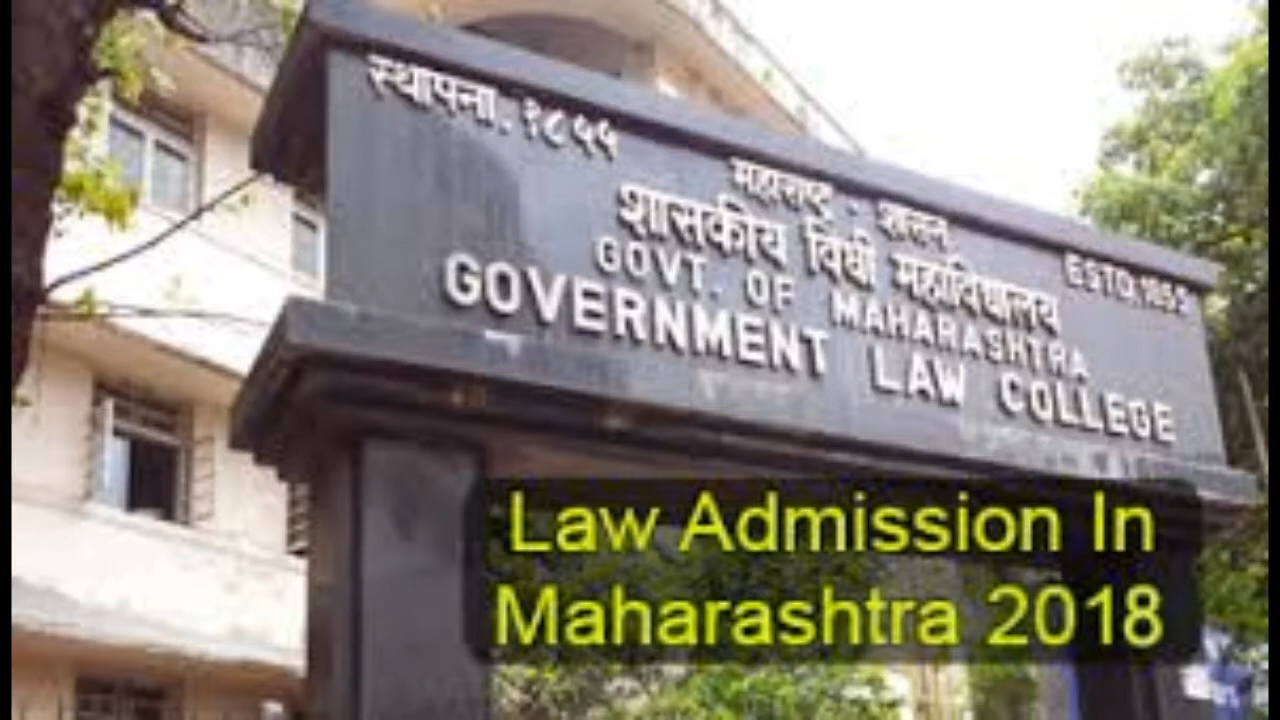 स्थापना. १८५५
महाराष्ट्र - शासन
शासकीय विधी महाविद्यालय
ESTD.1855
GOVT. OF MAHARASHTRA
GOVERNMENT LAW COLLEGE
Law Admission In
Maharashtra 2018